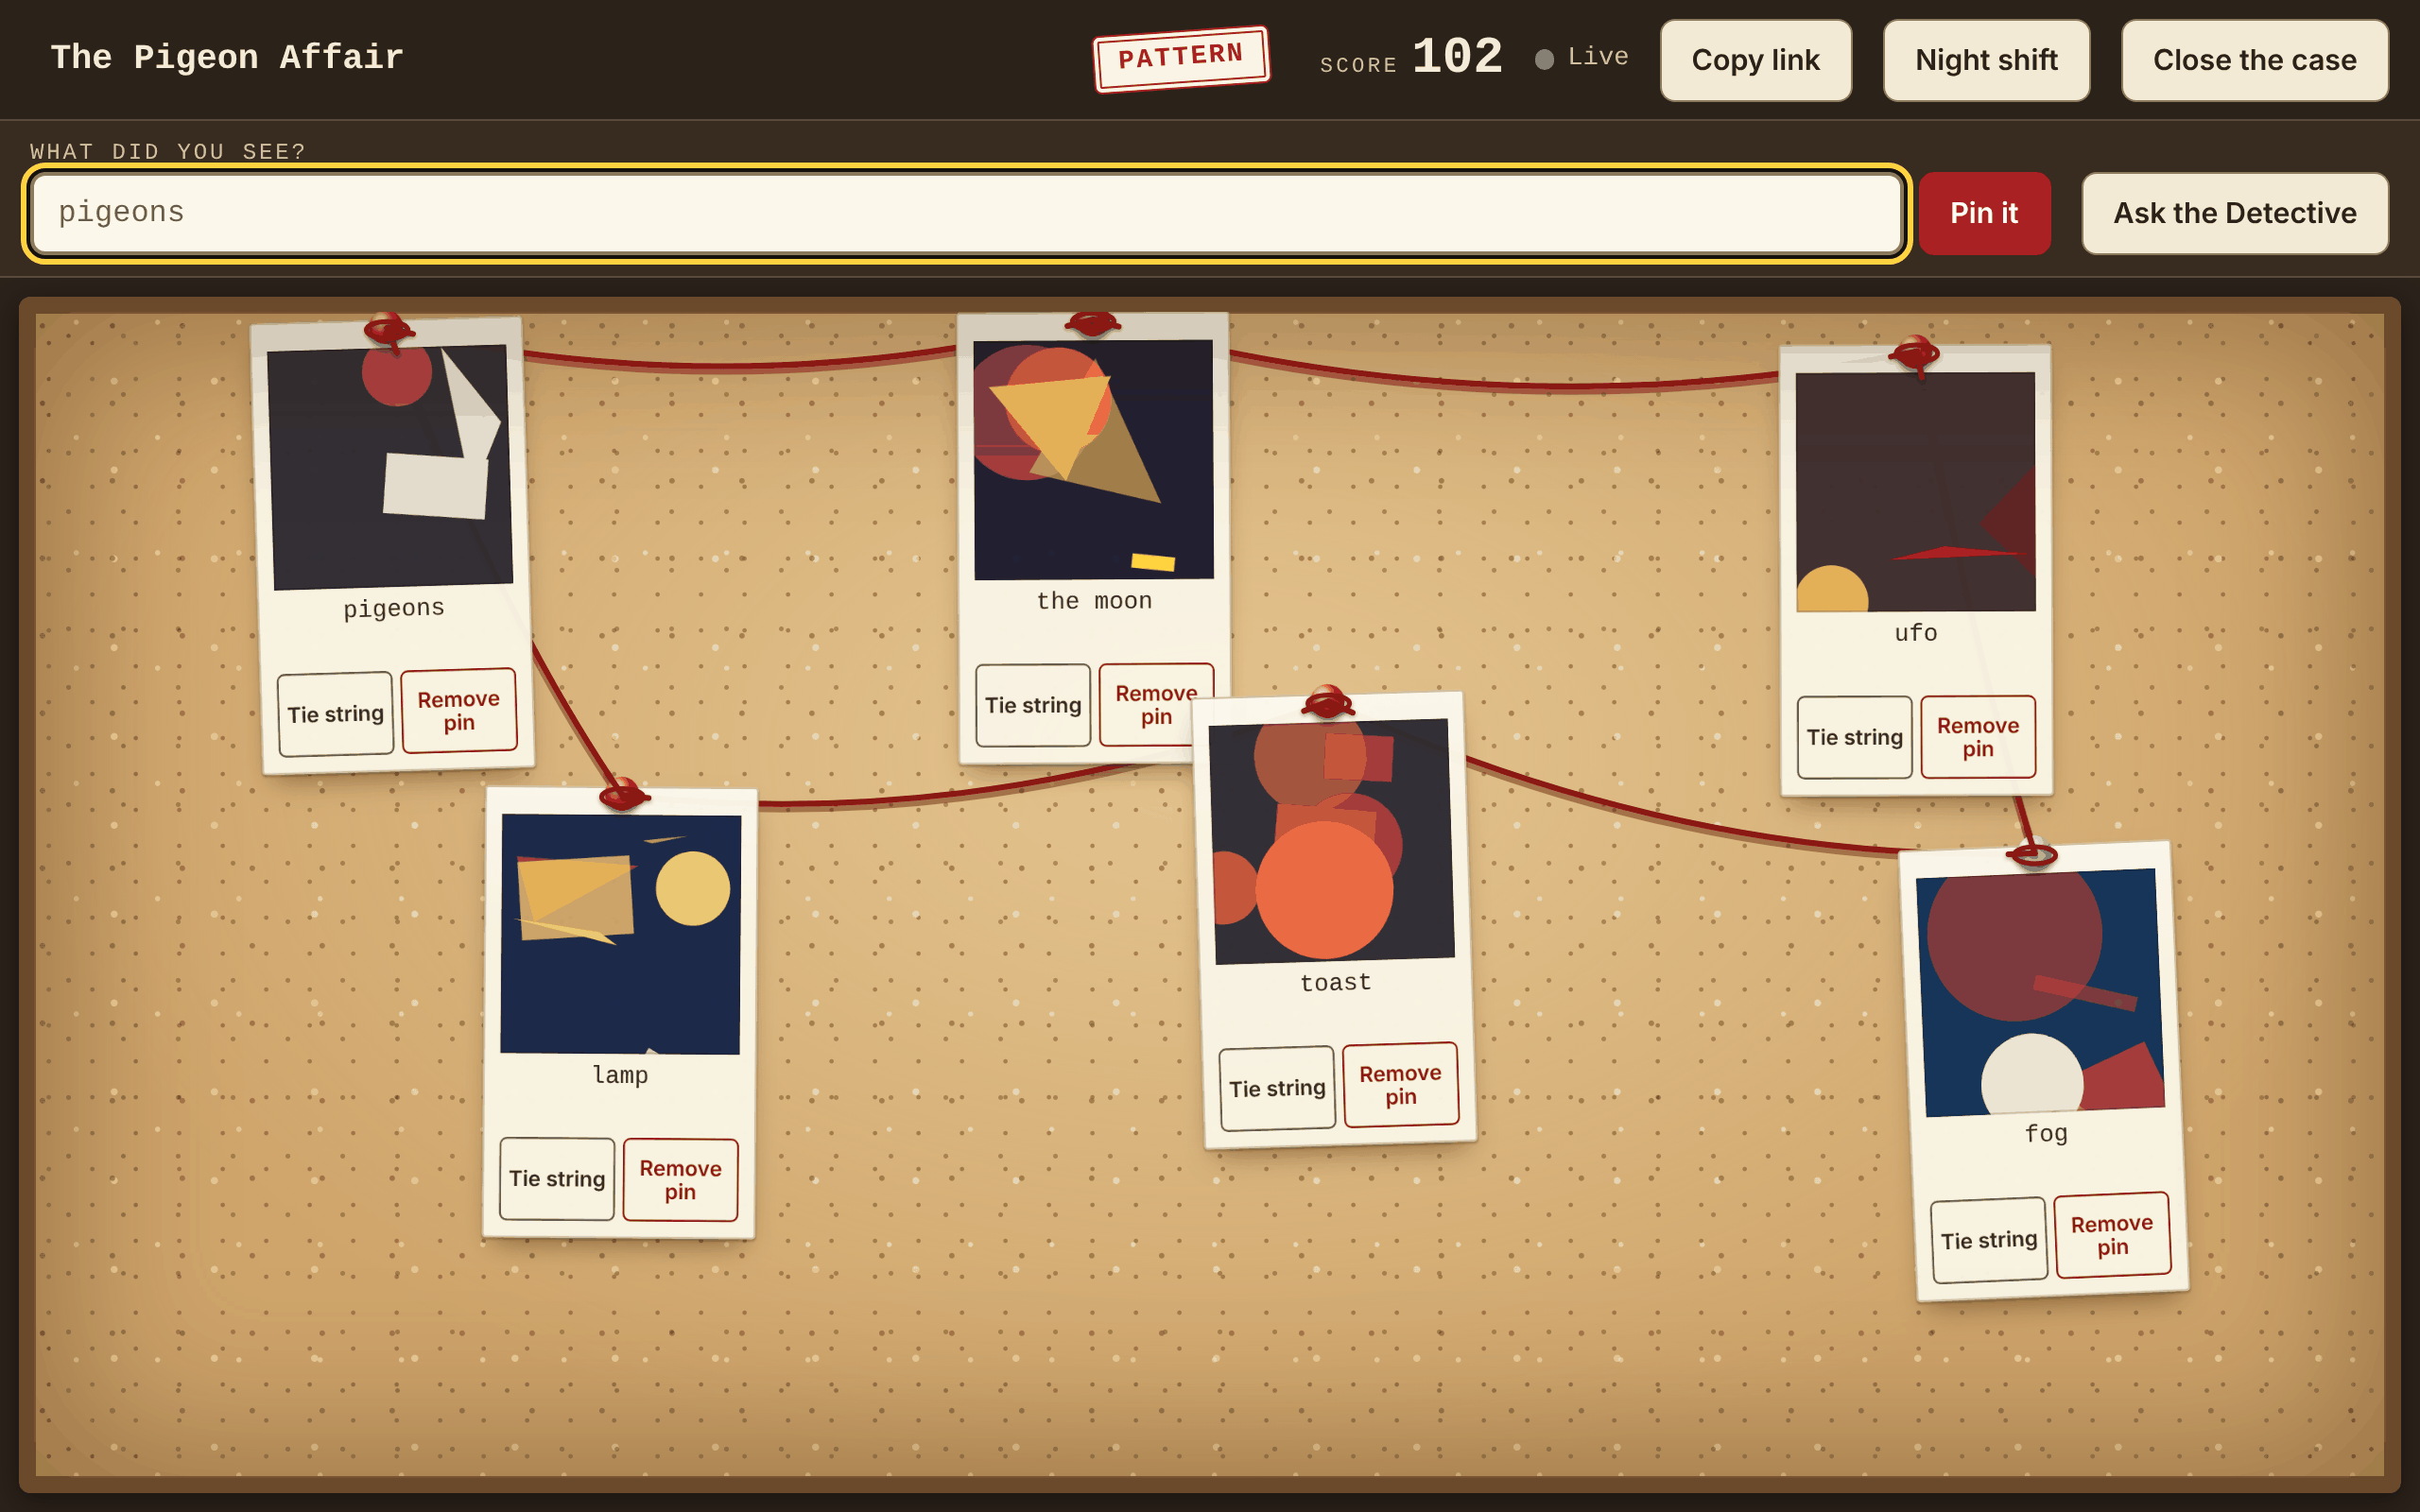 The Pigeon Affair
PATTERN
SCORE 102
Live
Copy link
Night shift
Close the case
WHAT DID YOU SEE?
pigeons
Pin it
Ask the Detective
pigeons
Tie string
Remove
pin
the moon
Tie string
Remove
pin
ufo
Tie string
Remove
pin
lamp
Tie string
Remove
pin
toast
Tie string
Remove
pin
fog
Tie string
Remove
pin